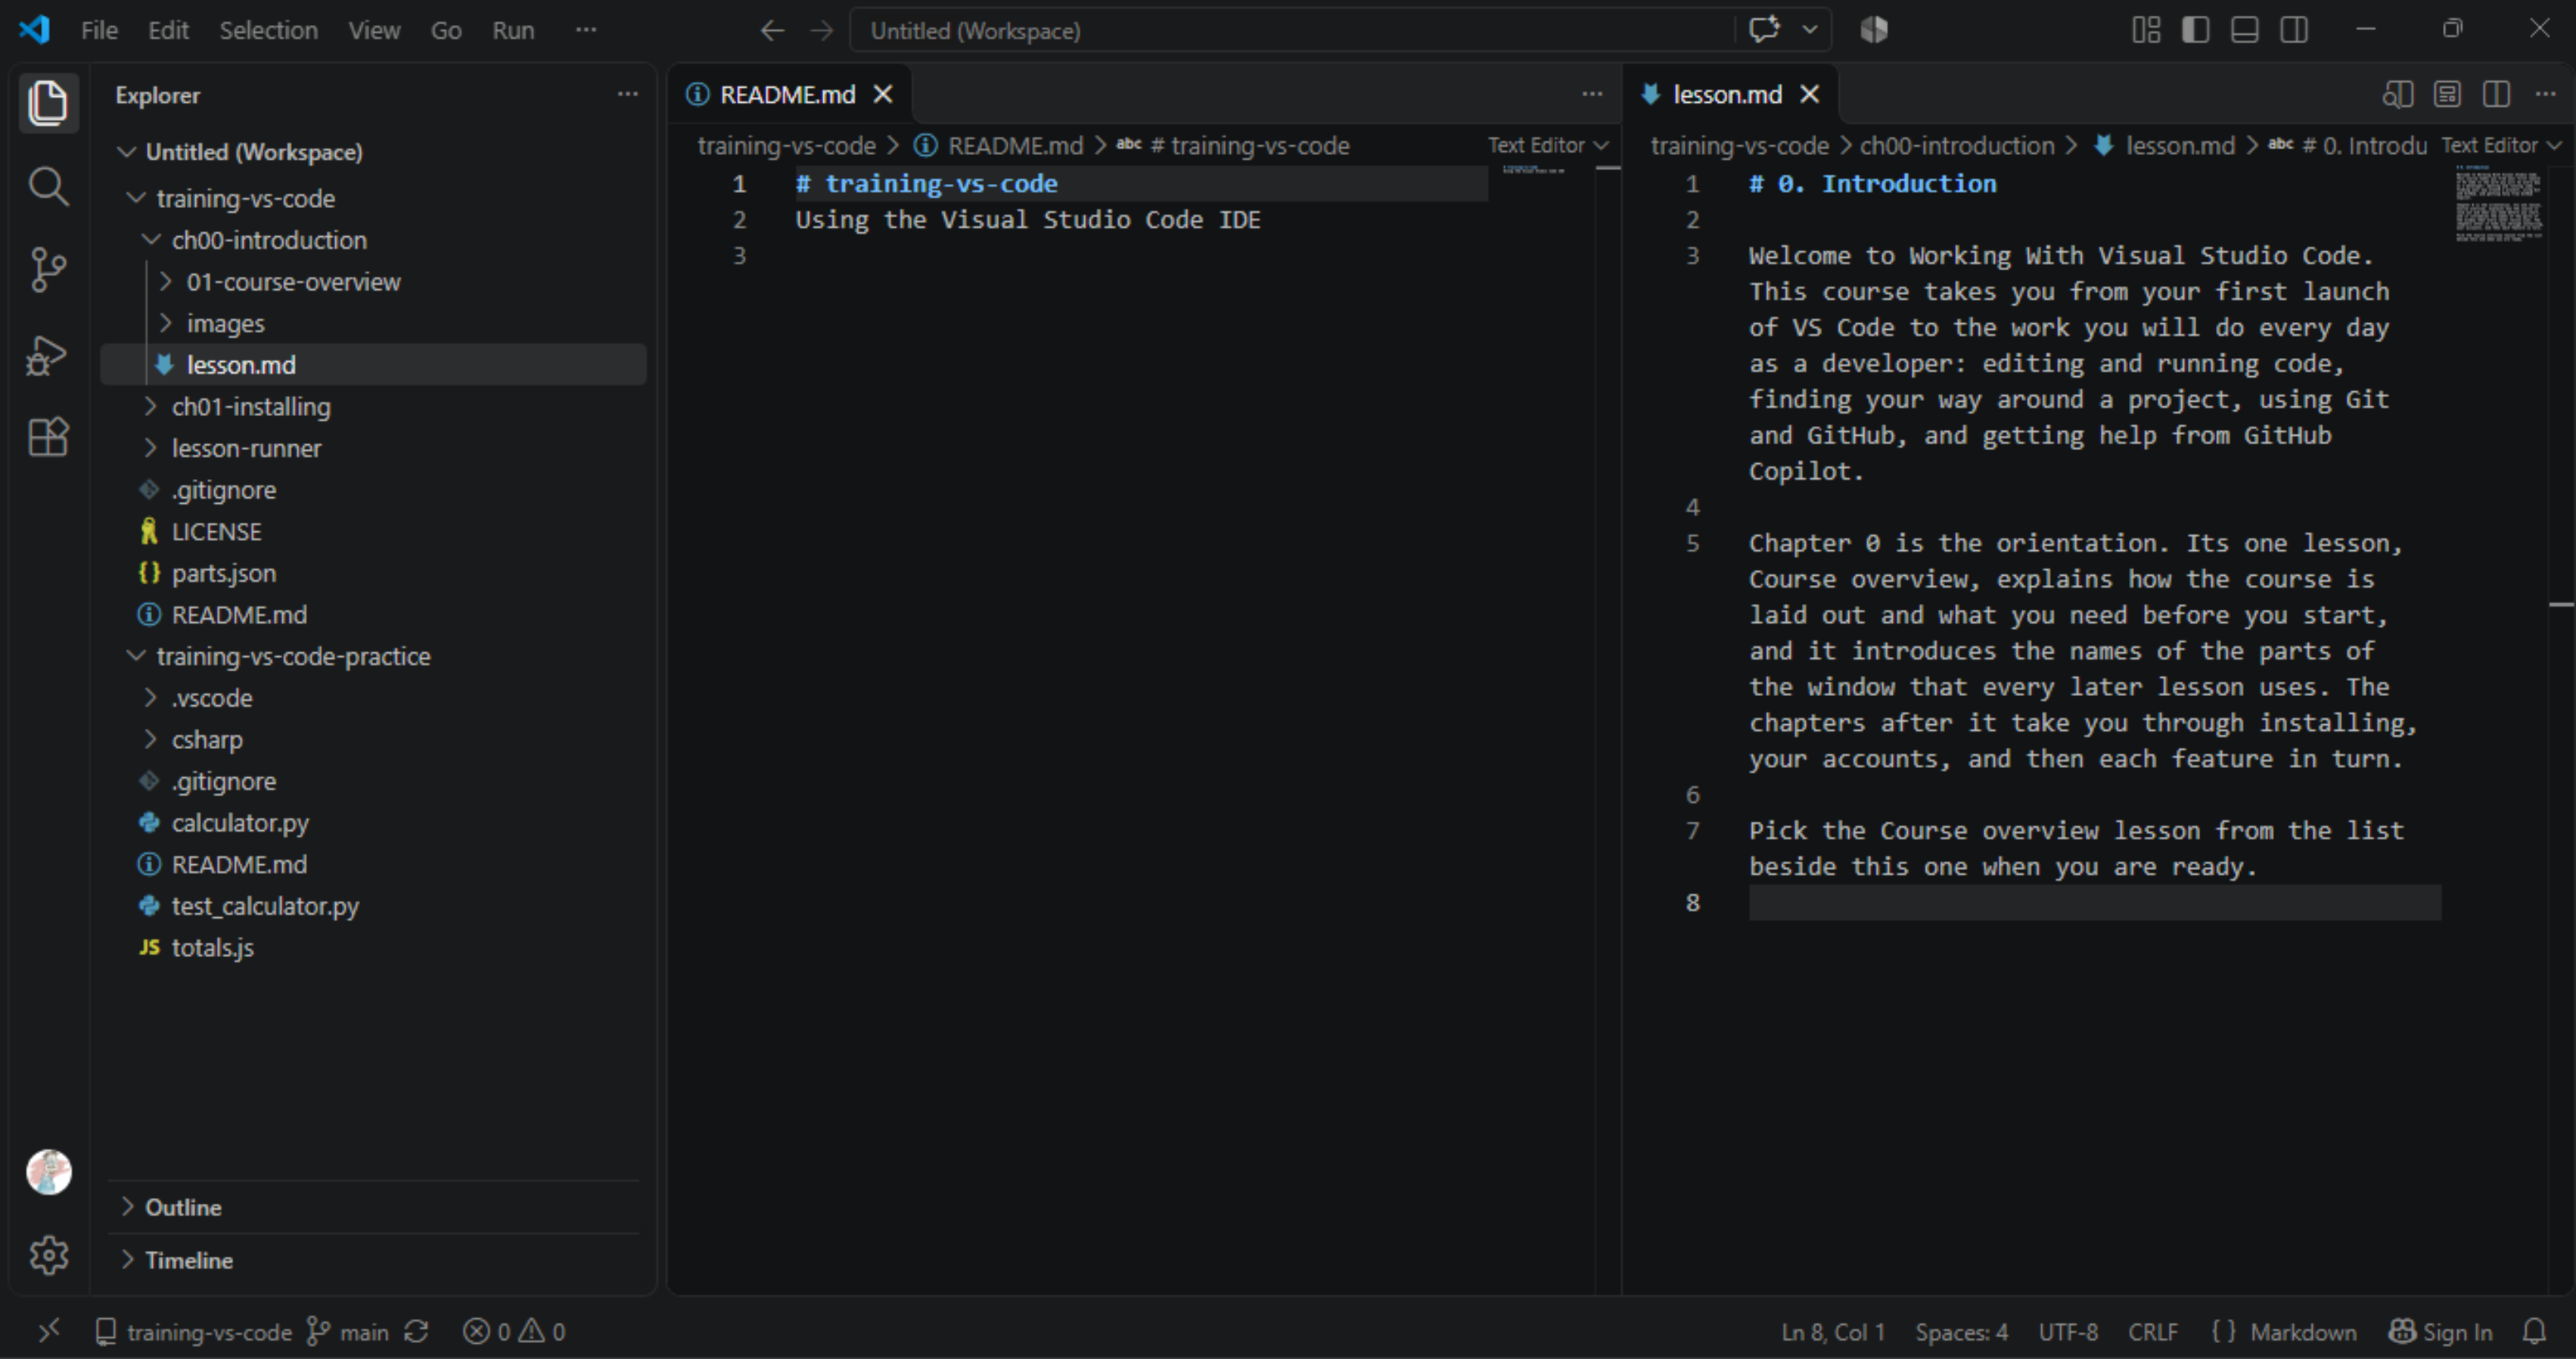 File Edit Selection View Go Run ···
Untitled (Workspace)
Explorer
Untitled (Workspace)
training-vs-code
ch00-introduction
01-course-overview
images
lesson.md
ch01-installing
lesson-runner
.gitignore
LICENSE
parts.json
README.md
training-vs-code-practice
.vscode
csharp
.gitignore
calculator.py
README.md
test_calculator.py
JS totals.js
Outline
Timeline
README.md
training-vs-code > README.md > abc # training-vs-code
Text Editor
1 # training-vs-code
2 Using the Visual Studio Code IDE
3
lesson.md
training-vs-code > ch00-introduction > lesson.md > abc # 0. Introdu
Text Editor
1 # 0. Introduction
2
3 Welcome to Working With Visual Studio Code.
This course takes you from your first launch
of VS Code to the work you will do every day
as a developer: editing and running code,
finding your way around a project, using Git
and GitHub, and getting help from GitHub
Copilot.
4
5 Chapter 0 is the orientation. Its one lesson,
Course overview, explains how the course is
laid out and what you need before you start,
and it introduces the names of the parts of
the window that every later lesson uses. The
chapters after it take you through installing,
your accounts, and then each feature in turn.
6
7 Pick the Course overview lesson from the list
beside this one when you are ready.
8
training-vs-code main 0 0
Ln 8, Col 1 Spaces: 4 UTF-8 CRLF { } Markdown Sign In